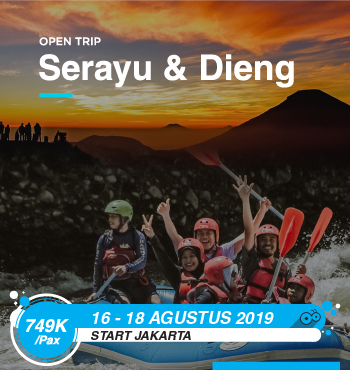 OPEN TRIP
Serayu & Dieng
749K
/Pax
16 - 18 AGUSTUS 2019
START JAKARTA